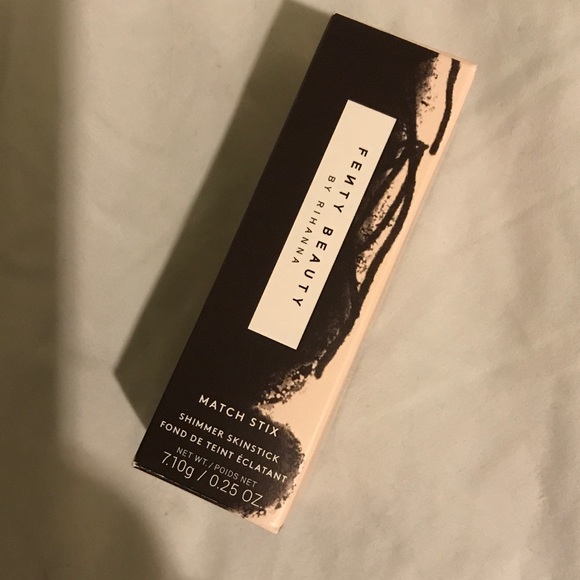 FEИTY BEAUTY
BY RIHANNA
MATCH STIX
SHIMMER SKINSTICK
FOND DE TEINT ÉCLATANT
NET WT./POIDS NET
7.10g / 0.25 OZ.